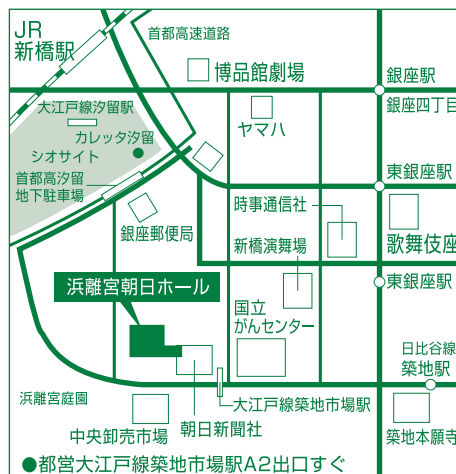 JR
新橋駅
首都高速道路
博品館劇場
銀座駅
銀座四丁目
大江戸線汐留駅
ヤマハ
カレッタ汐留
シオサイト
首都高汐留
地下駐車場
東銀座駅
時事通信社
銀座郵便局
新橋演舞場
歌舞伎座
浜離宮朝日ホール
東銀座駅
国立
がんセンター
日比谷線
築地駅
浜離宮庭園
大江戸線築地市場駅
朝日新聞社
中央卸売市場
築地本願寺
●都営大江戸線築地市場駅A2出口すぐ